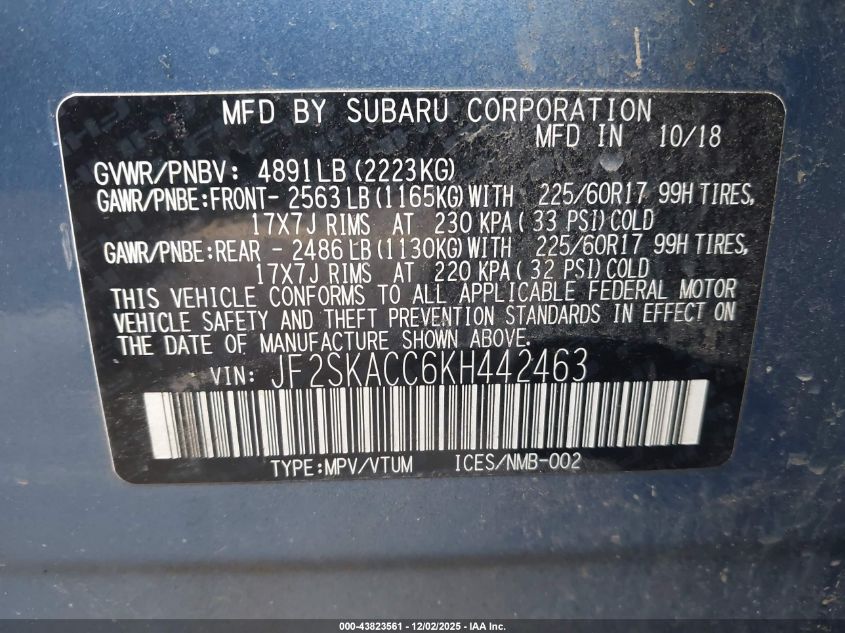 MFD BY SUBARU CORPORATION
MFD IN 10/18
GVWR/PNBV: 4891LB (2223KG)
GAWR/PNBE:FRONT- 2563 LB (1165KG) WITH 225/60R17 99H TIRES,
17X7J RIMS AT 230 KPA ( 33 PSI) COLD
GAWR/PNBE:REAR - 2486 LB (1130KG) WITH 225/60R17 99H TIRES,
17X7J RIMS AT 220 KPA ( 32 PSI) COLD
THIS VEHICLE CONFORMS TO ALL APPLICABLE FEDERAL MOTOR
VEHICLE SAFETY AND THEFT PREVENTION STANDARDS IN EFFECT ON
THE DATE OF MANUFACTURE SHOWN ABOVE.
VIN: JF2SKACC6KH442463
TYPE:MPV/VTUM ICES/NMB-002
000-43823561 - 12/02/2025 - IAA Inc.